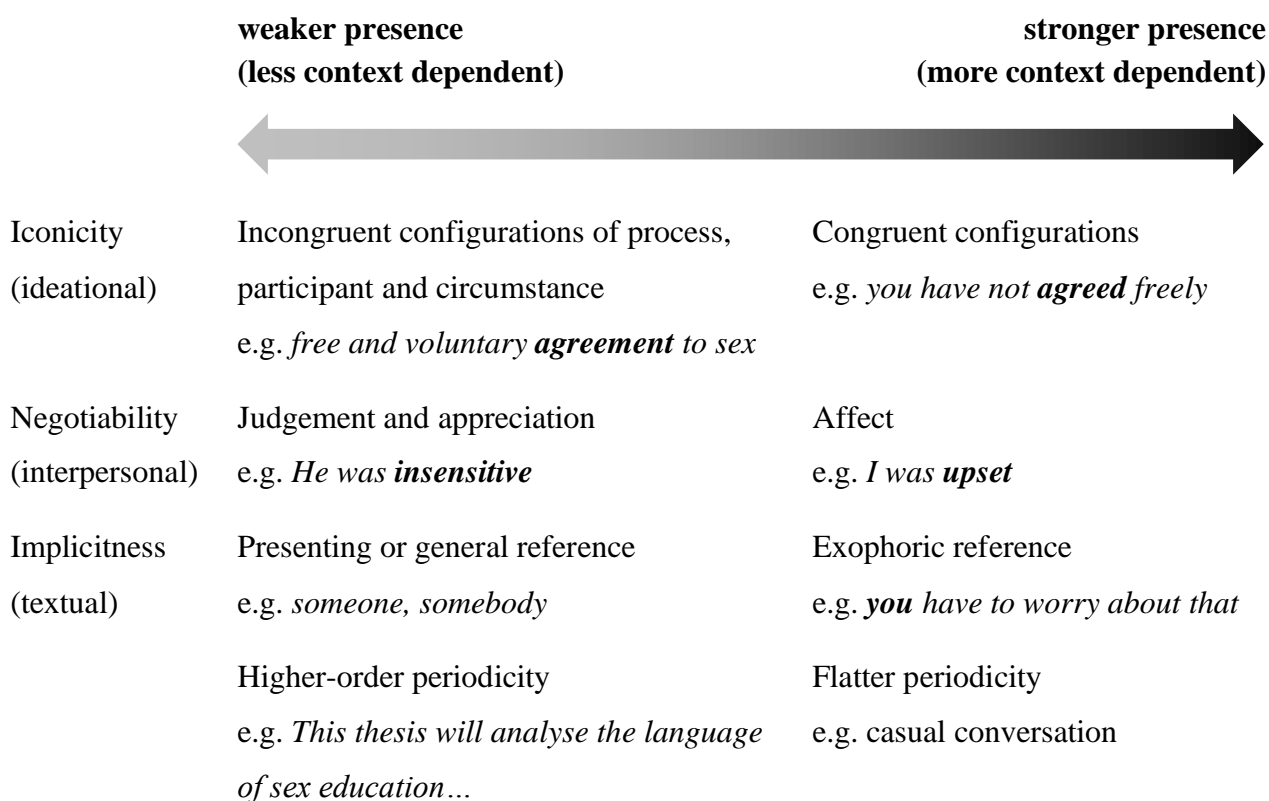 weaker presence stronger presence
(less context dependent) (more context dependent)
Iconicity Incongruent configurations of process, Congruent configurations
(ideational) participant and circumstance e.g. you have not agreed freely
e.g. free and voluntary agreement to sex
Negotiability Judgement and appreciation Affect
(interpersonal) e.g. He was insensitive e.g. I was upset
Implicitness Presenting or general reference Exophoric reference
(textual) e.g. someone, somebody e.g. you have to worry about that
Higher-order periodicity Flatter periodicity
e.g. This thesis will analyse the language e.g. casual conversation
of sex education…